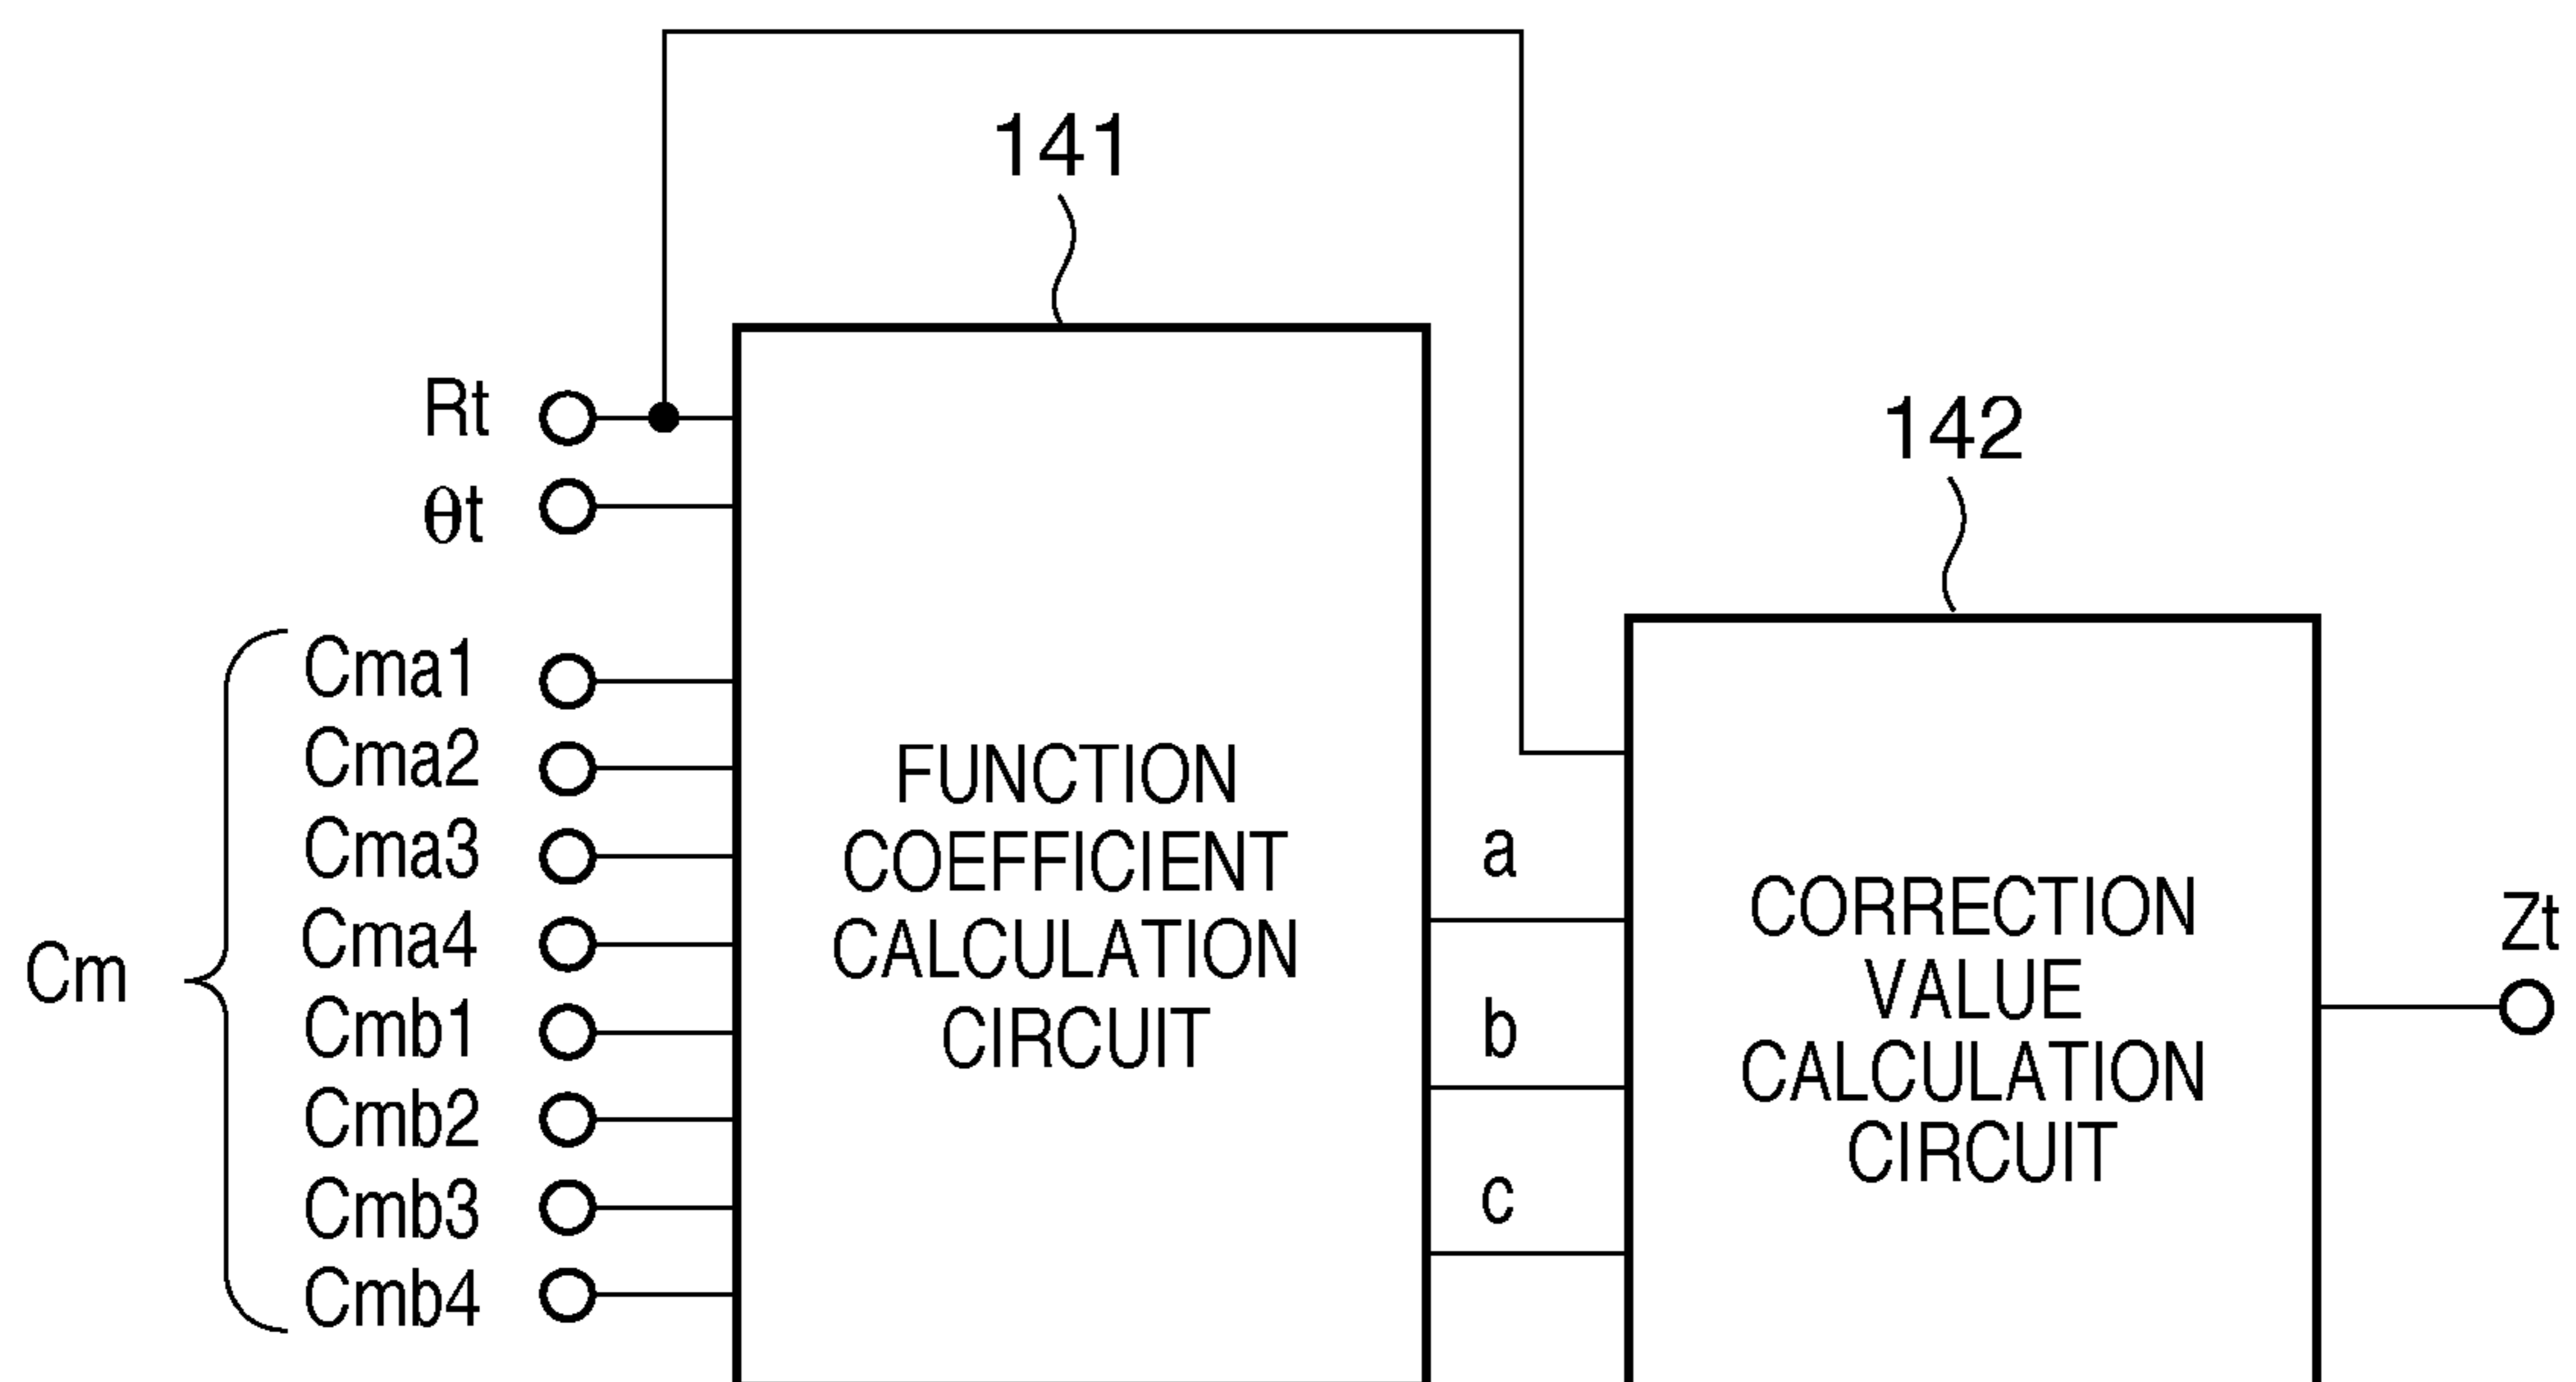 141
142
Rt
θt
Cm
Cma1
Cma2
Cma3
Cma4
Cmb1
Cmb2
Cmb3
Cmb4
FUNCTION
COEFFICIENT
CALCULATION
CIRCUIT
a
b
c
CORRECTION
VALUE
CALCULATION
CIRCUIT
Zt